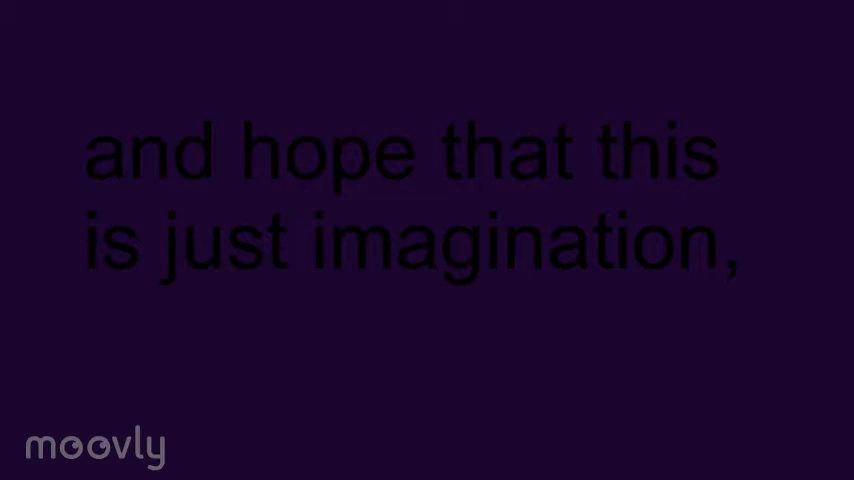 and hope that this
is just imagination,
moovly